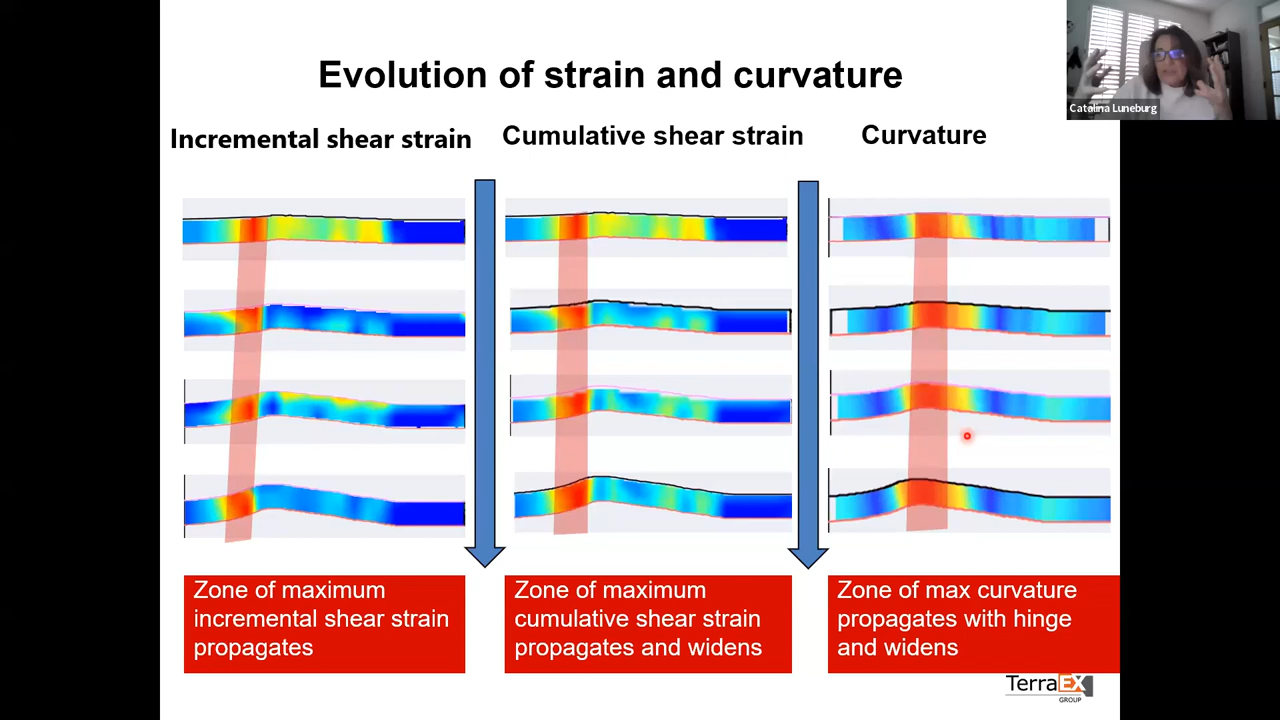 Evolution of strain and curvature
Catalina Luneburg
Incremental shear strain
Cumulative shear strain
Curvature
Zone of maximum
incremental shear strain
propagates
Zone of maximum
cumulative shear strain
propagates and widens
Zone of max curvature
propagates with hinge
and widens
TerraEX
GROUP